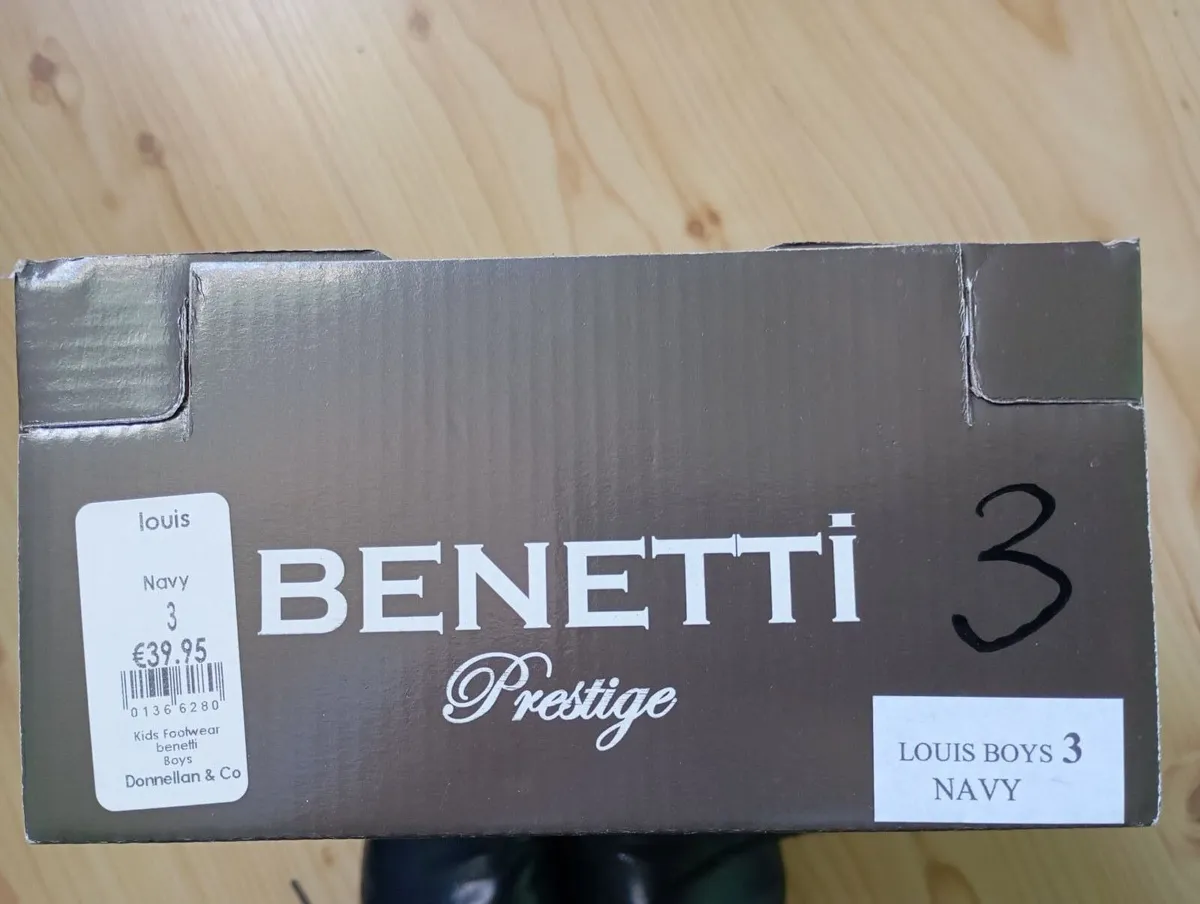 louis
Navy
3
€39.95
01366280
Kids Footwear
benetti
Boys
Donnellan & Co
BENETTi
Prestige
3
LOUIS BOYS 3
NAVY